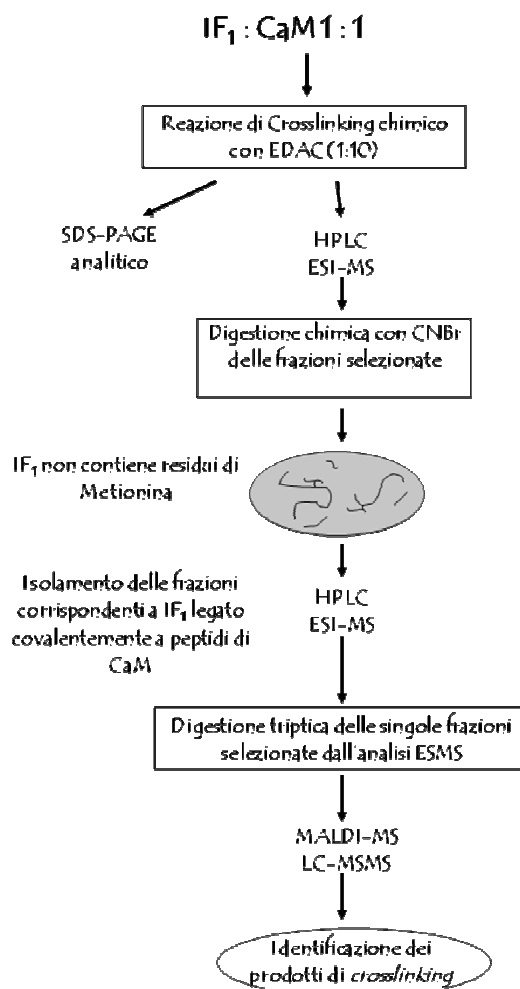 IF₁ : CaM 1 : 1
Reazione di Crosslinking chimico
con EDAC (1:10)
SDS-PAGE
analitico
HPLC
ESI-MS
Digestione chimica con CNBr
delle frazioni selezionate
IF₁ non contiene residui di
Metionina
Isolamento delle frazioni
corrispondenti a IF₁ legato
covalentemente a peptidi di
CaM
HPLC
ESI-MS
Digestione triptica delle singole frazioni
selezionate dall'analisi ESMS
MALDI-MS
LC-MSMS
Identificazione dei
prodotti di crosslinking